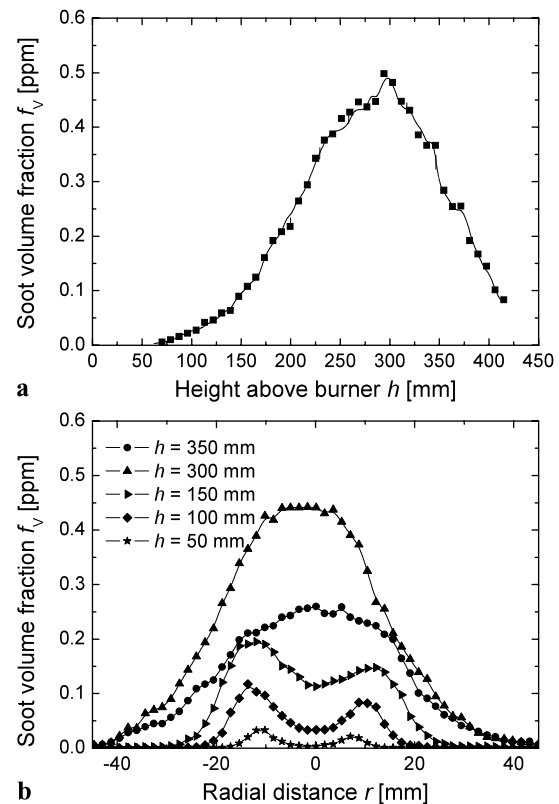 0.6
0.5
0.4
0.3
0.2
0.1
0.0
Soot volume fraction fV [ppm]
0 50 100 150 200 250 300 350 400 450
Height above burner h [mm]
a
0.6
0.5
0.4
0.3
0.2
0.1
0.0
Soot volume fraction fV [ppm]
h = 350 mm
h = 300 mm
h = 150 mm
h = 100 mm
h = 50 mm
-40 -20 0 20 40
Radial distance r [mm]
b